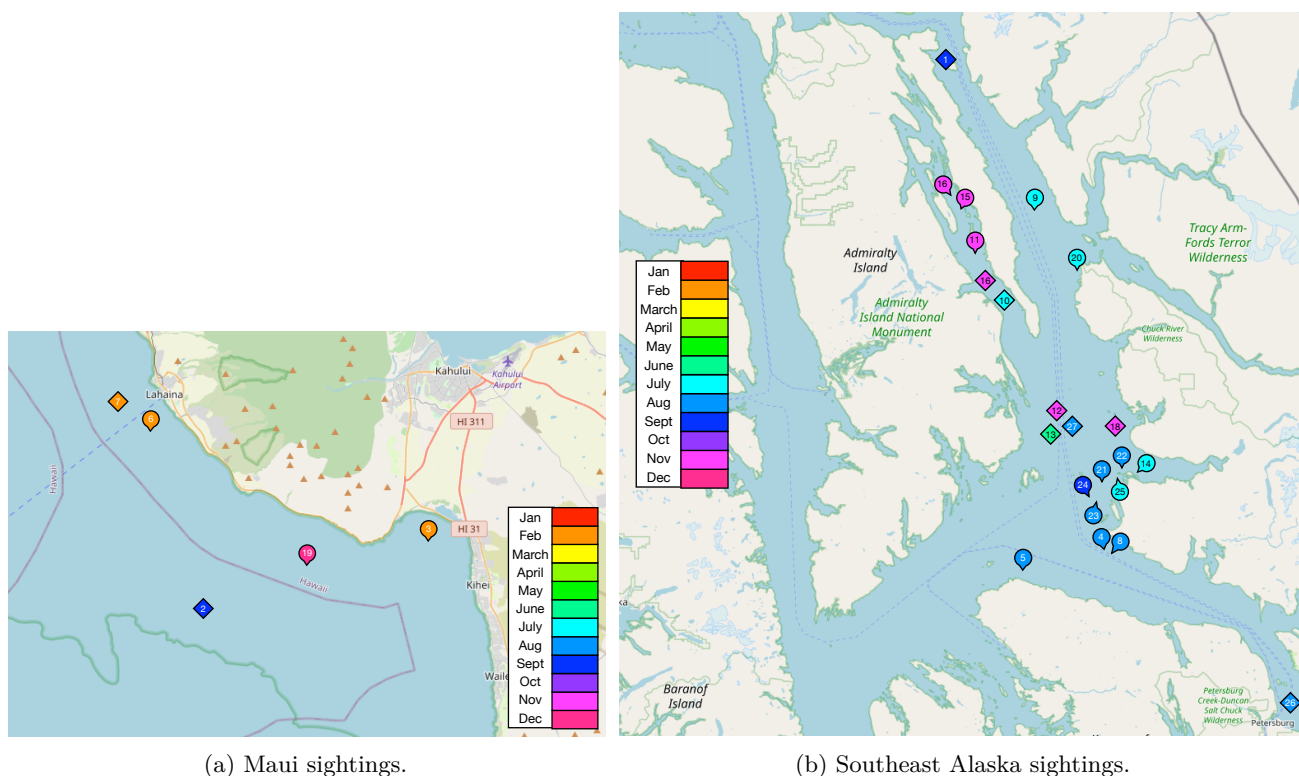 Lahaina
Kahului
Kahului
Airport
HI 311
HI 31
Kihei
Hawaii
Hawaii
7
6
3
19
2
Jan
Feb
March
April
May
June
July
Aug
Sept
Oct
Nov
Dec
(a) Maui sightings.
1
16
15
9
11
20
16
10
Tracy Arm-
Fords Terror
Wilderness
Admiralty
Island
Admiralty
Island National
Monument
Chuck River
Wilderness
Jan
Feb
March
April
May
June
July
Aug
Sept
Oct
Nov
Dec
12
13
27
18
22
14
21
24
25
23
4
8
5
26
Baranof
Island
Petersburg
Creek-Duncan
Salt Chuck
Wilderness
Petersburg
(b) Southeast Alaska sightings.